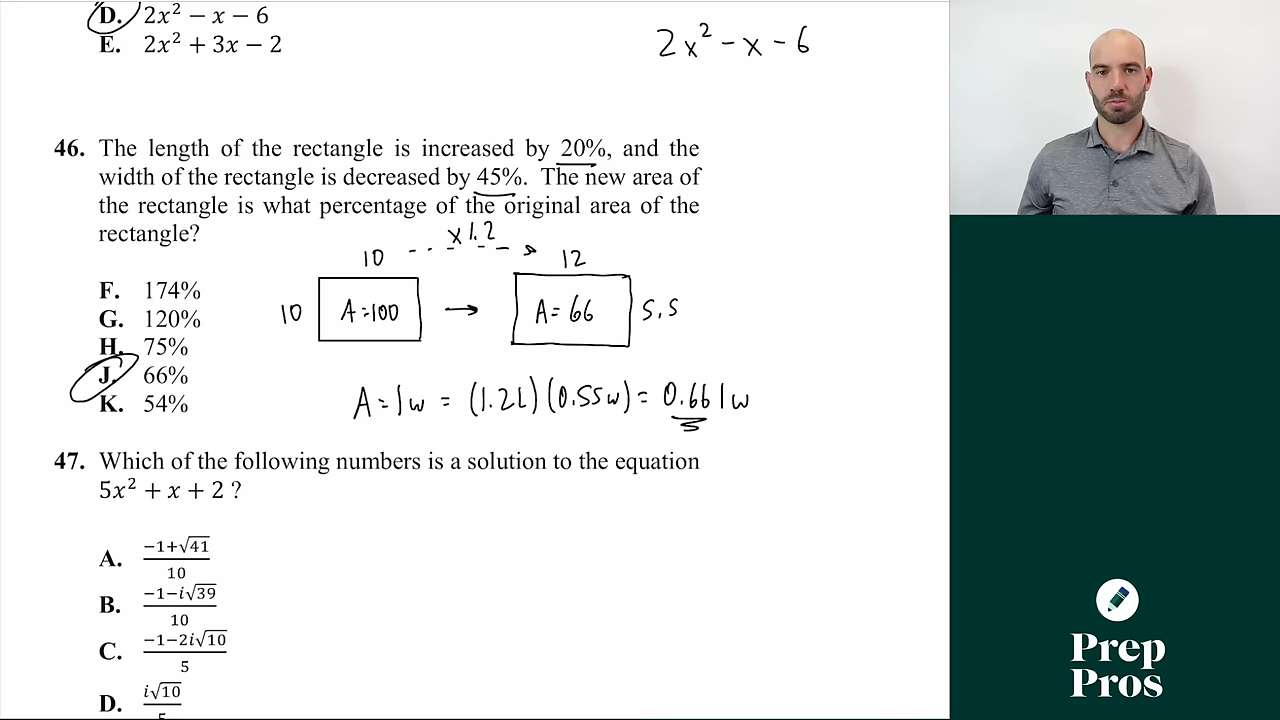 D. 2x² − x − 6
E. 2x² + 3x − 2
2x² - x - 6
46. The length of the rectangle is increased by 20%, and the
width of the rectangle is decreased by 45%. The new area of
the rectangle is what percentage of the original area of the
rectangle?
x 1.2
10
12
F. 174%
G. 120%
H. 75%
J. 66%
K. 54%
10
A=100
A= 66
5.5
A = lw = (1.2l)(0.55w) = 0.66 lw
47. Which of the following numbers is a solution to the equation
5x² + x + 2 ?
A. −1+√41
10
B. −1−i√39
10
C. −1−2i√10
5
D. i√10
5
Prep
Pros